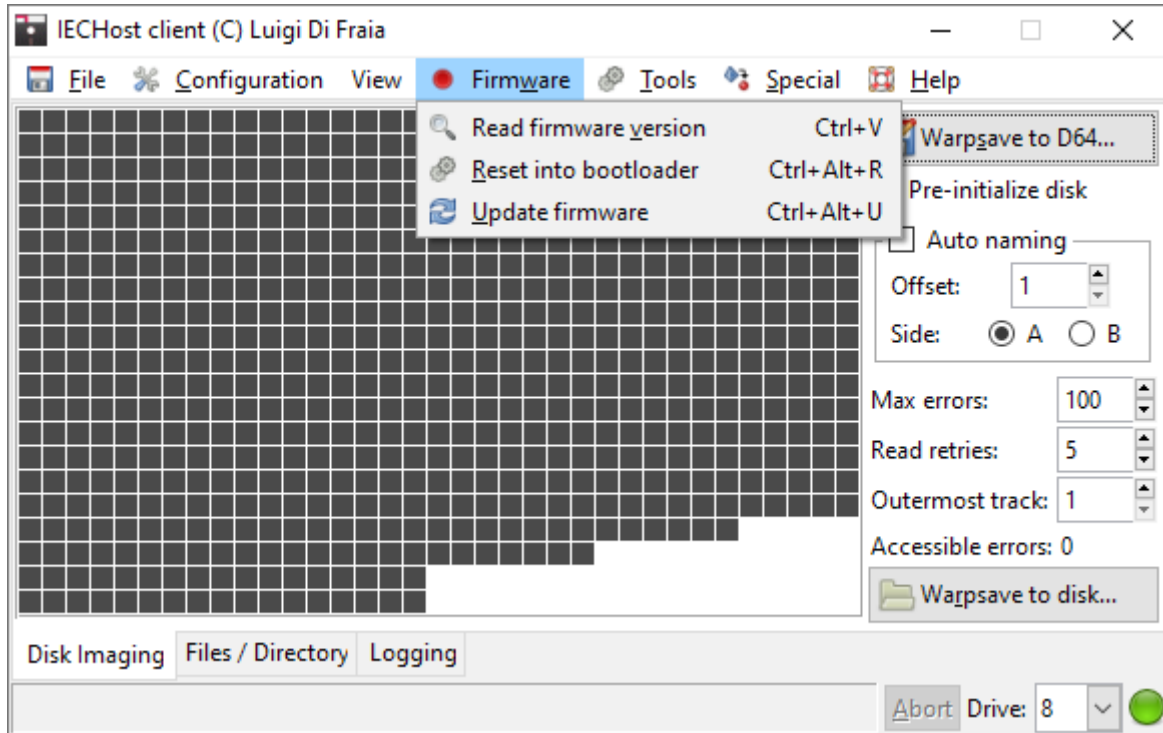 IECHost client (C) Luigi Di Fraia
File Configuration View Firmware Tools Special Help
Read firmware version Ctrl+V
Reset into bootloader Ctrl+Alt+R
Update firmware Ctrl+Alt+U
Warpsave to D64...
Pre-initialize disk
Auto naming
Offset: 1
Side: A B
Max errors: 100
Read retries: 5
Outermost track: 1
Accessible errors: 0
Warpsave to disk...
Disk Imaging Files / Directory Logging
Abort Drive: 8